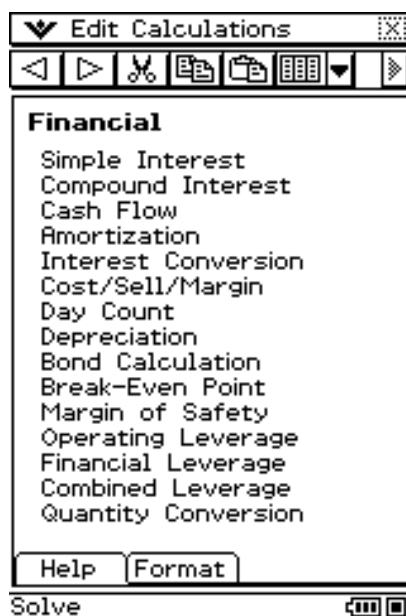 Edit Calculations
Financial
Simple Interest
Compound Interest
Cash Flow
Amortization
Interest Conversion
Cost/Sell/Margin
Day Count
Depreciation
Bond Calculation
Break-Even Point
Margin of Safety
Operating Leverage
Financial Leverage
Combined Leverage
Quantity Conversion
Help Format
Solve